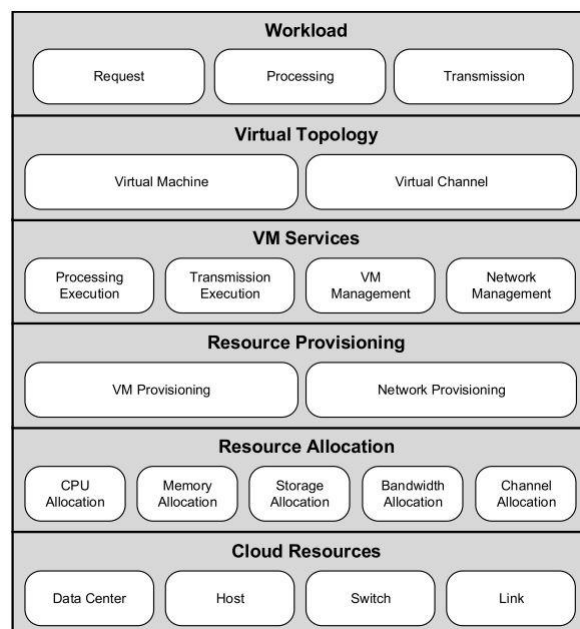 Workload
Request
Processing
Transmission
Virtual Topology
Virtual Machine
Virtual Channel
VM Services
Processing
Execution
Transmission
Execution
VM
Management
Network
Management
Resource Provisioning
VM Provisioning
Network Provisioning
Resource Allocation
CPU
Allocation
Memory
Allocation
Storage
Allocation
Bandwidth
Allocation
Channel
Allocation
Cloud Resources
Data Center
Host
Switch
Link